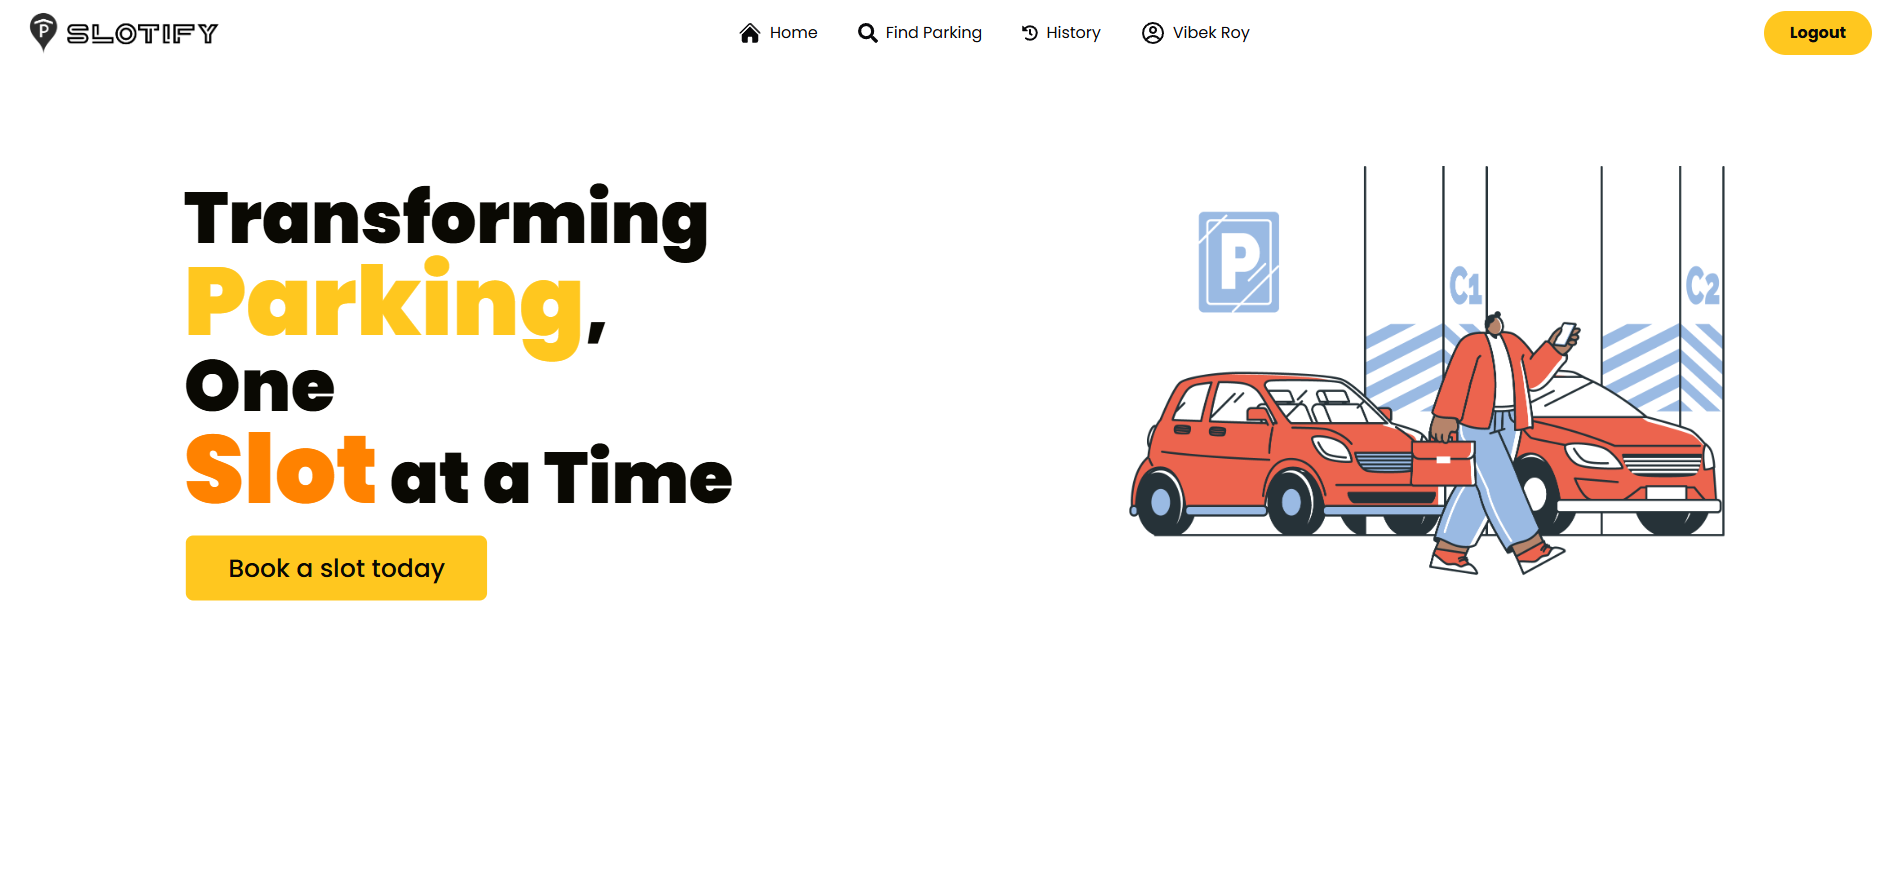 SLOTIFY
Home
Find Parking
History
Vibek Roy
Logout
Transforming
Parking,
One
Slot at a Time
Book a slot today
P
C1
C2
P